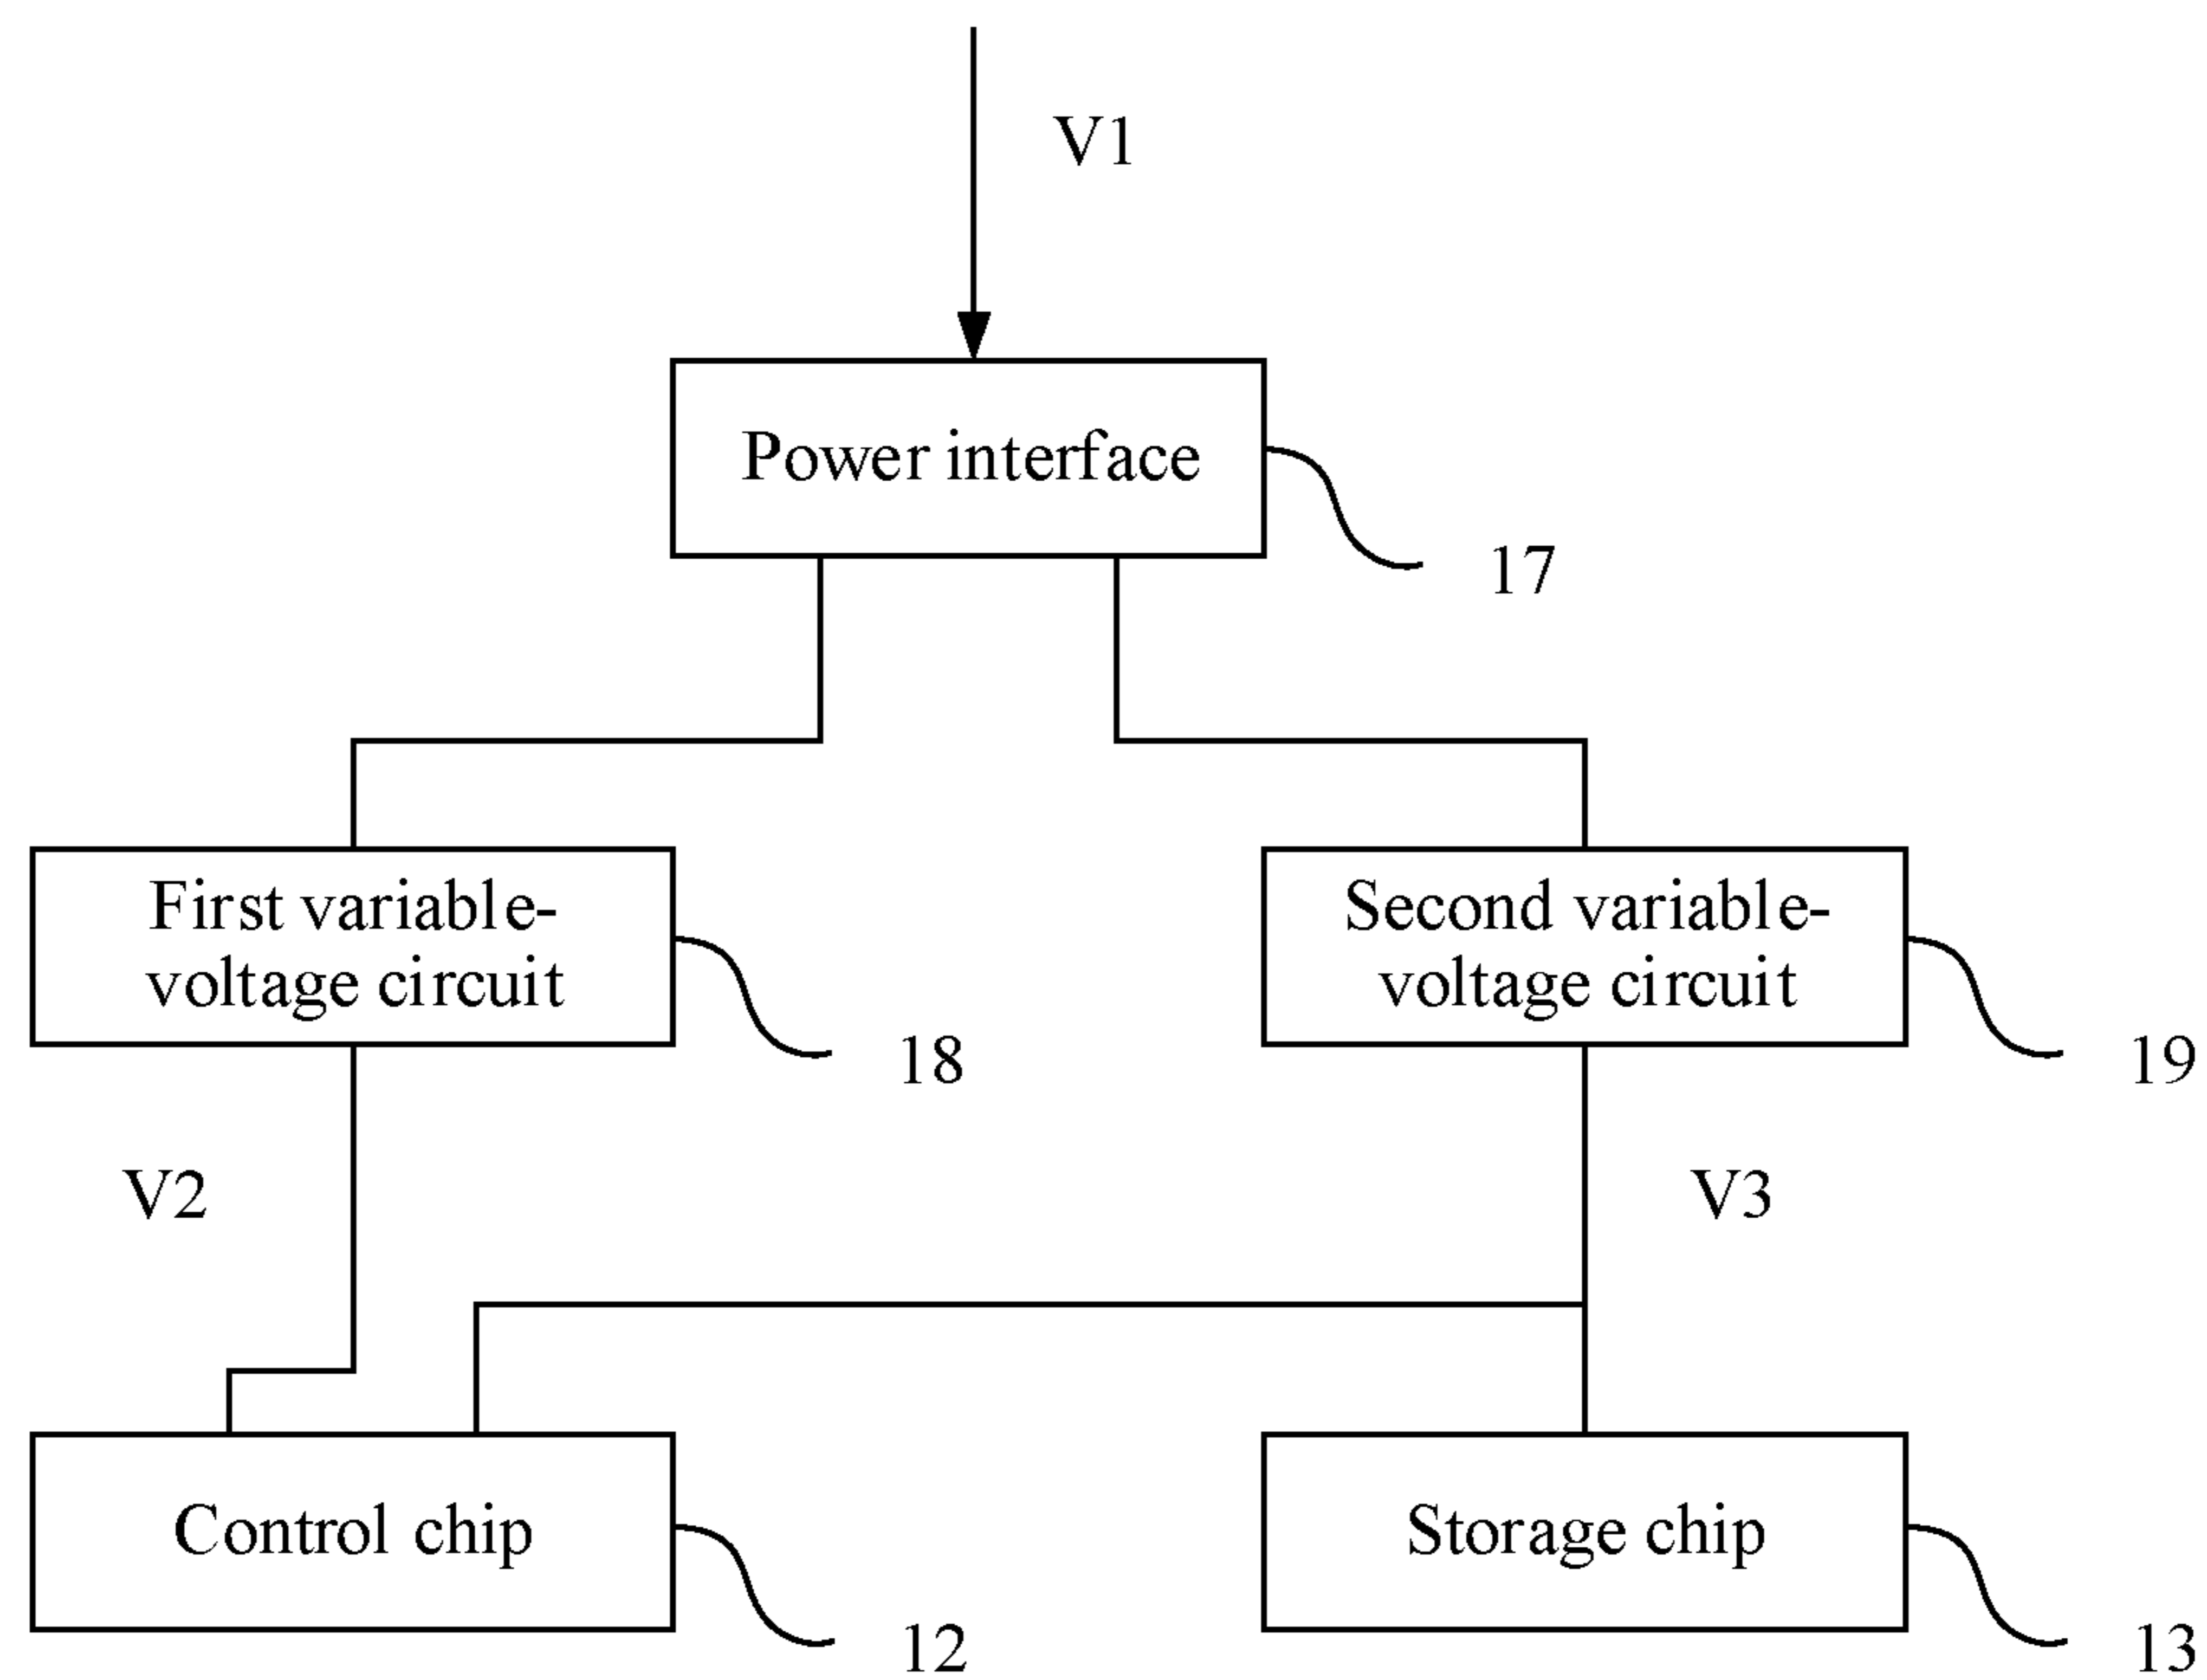 V1
Power interface
17
First variable-
voltage circuit
18
Second variable-
voltage circuit
19
V2
V3
Control chip
12
Storage chip
13